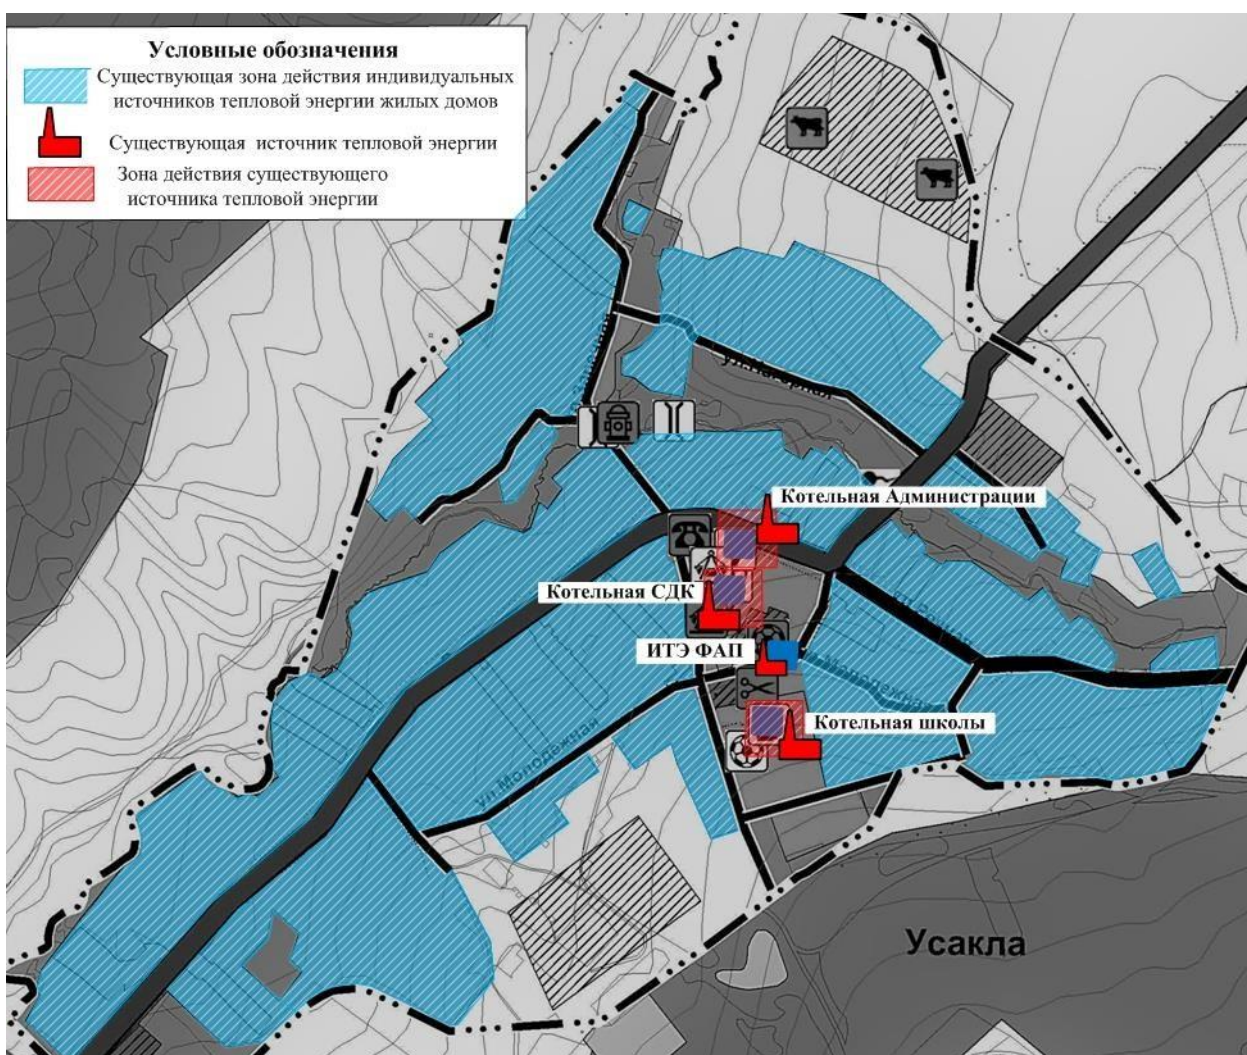 Условные обозначения
Существующая зона действия индивидуальных
источников тепловой энергии жилых домов
Существующая источник тепловой энергии
Зона действия существующего
источника тепловой энергии
Котельная Администрации
Котельная СДК
ИТЭ ФАП
Молодежная
Котельная школы
Ул.Молодежная
Усакла